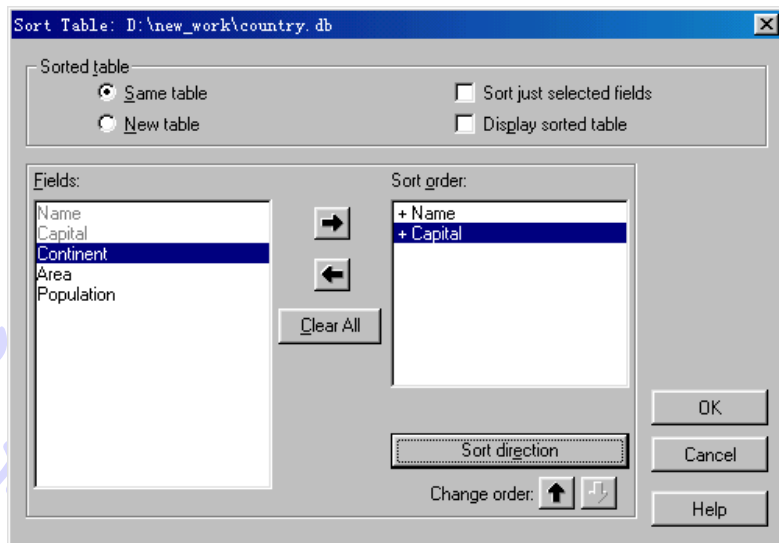 Sort Table: D:\new_work\country.db
Sorted table
Same table
Sort just selected fields
New table
Display sorted table
Fields:
Name
Capital
Continent
Area
Population
Clear All
Sort order:
+ Name
+ Capital
Sort direction
Change order:
OK
Cancel
Help